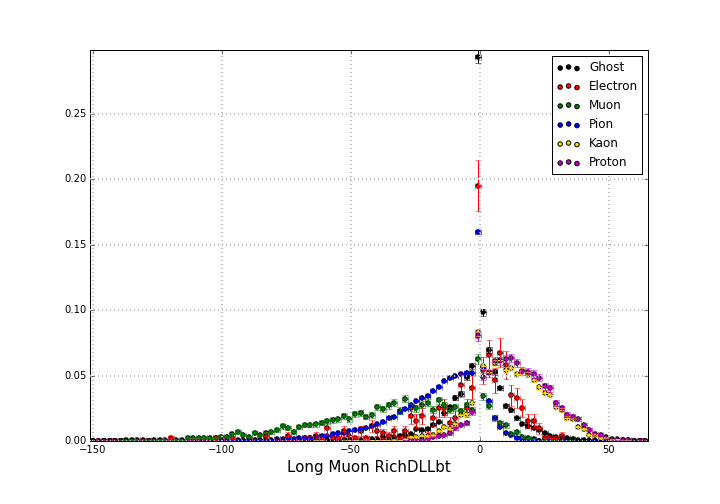 Ghost
Electron
Muon
Pion
Kaon
Proton
0.25
0.20
0.15
0.10
0.05
0.00
−150 −100 −50 0 50
Long Muon RichDLLbt